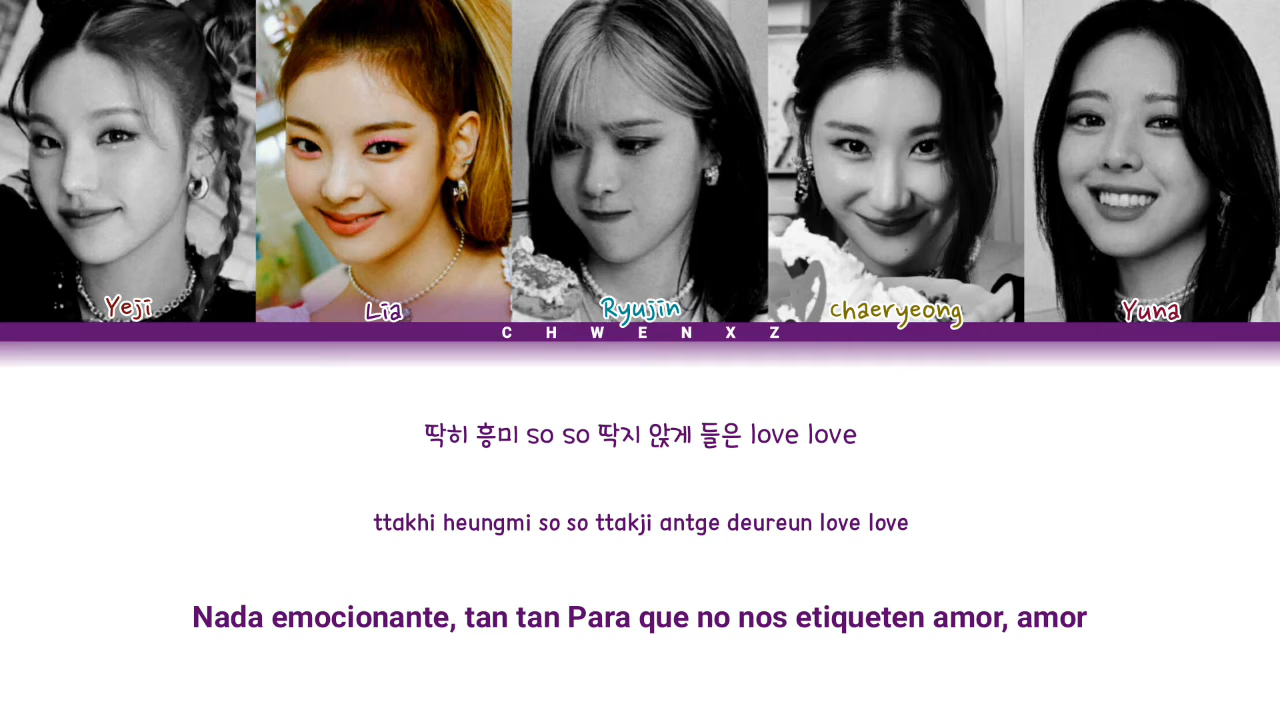 Yeji Lia Ryujin chaeryeong Yuna
CHWENXZ
딱히 흥미 so so 딱지 앉게 들은 love love
ttakhi heungmi so so ttakji antge deureun love love
Nada emocionante, tan tan Para que no nos etiqueten amor, amor